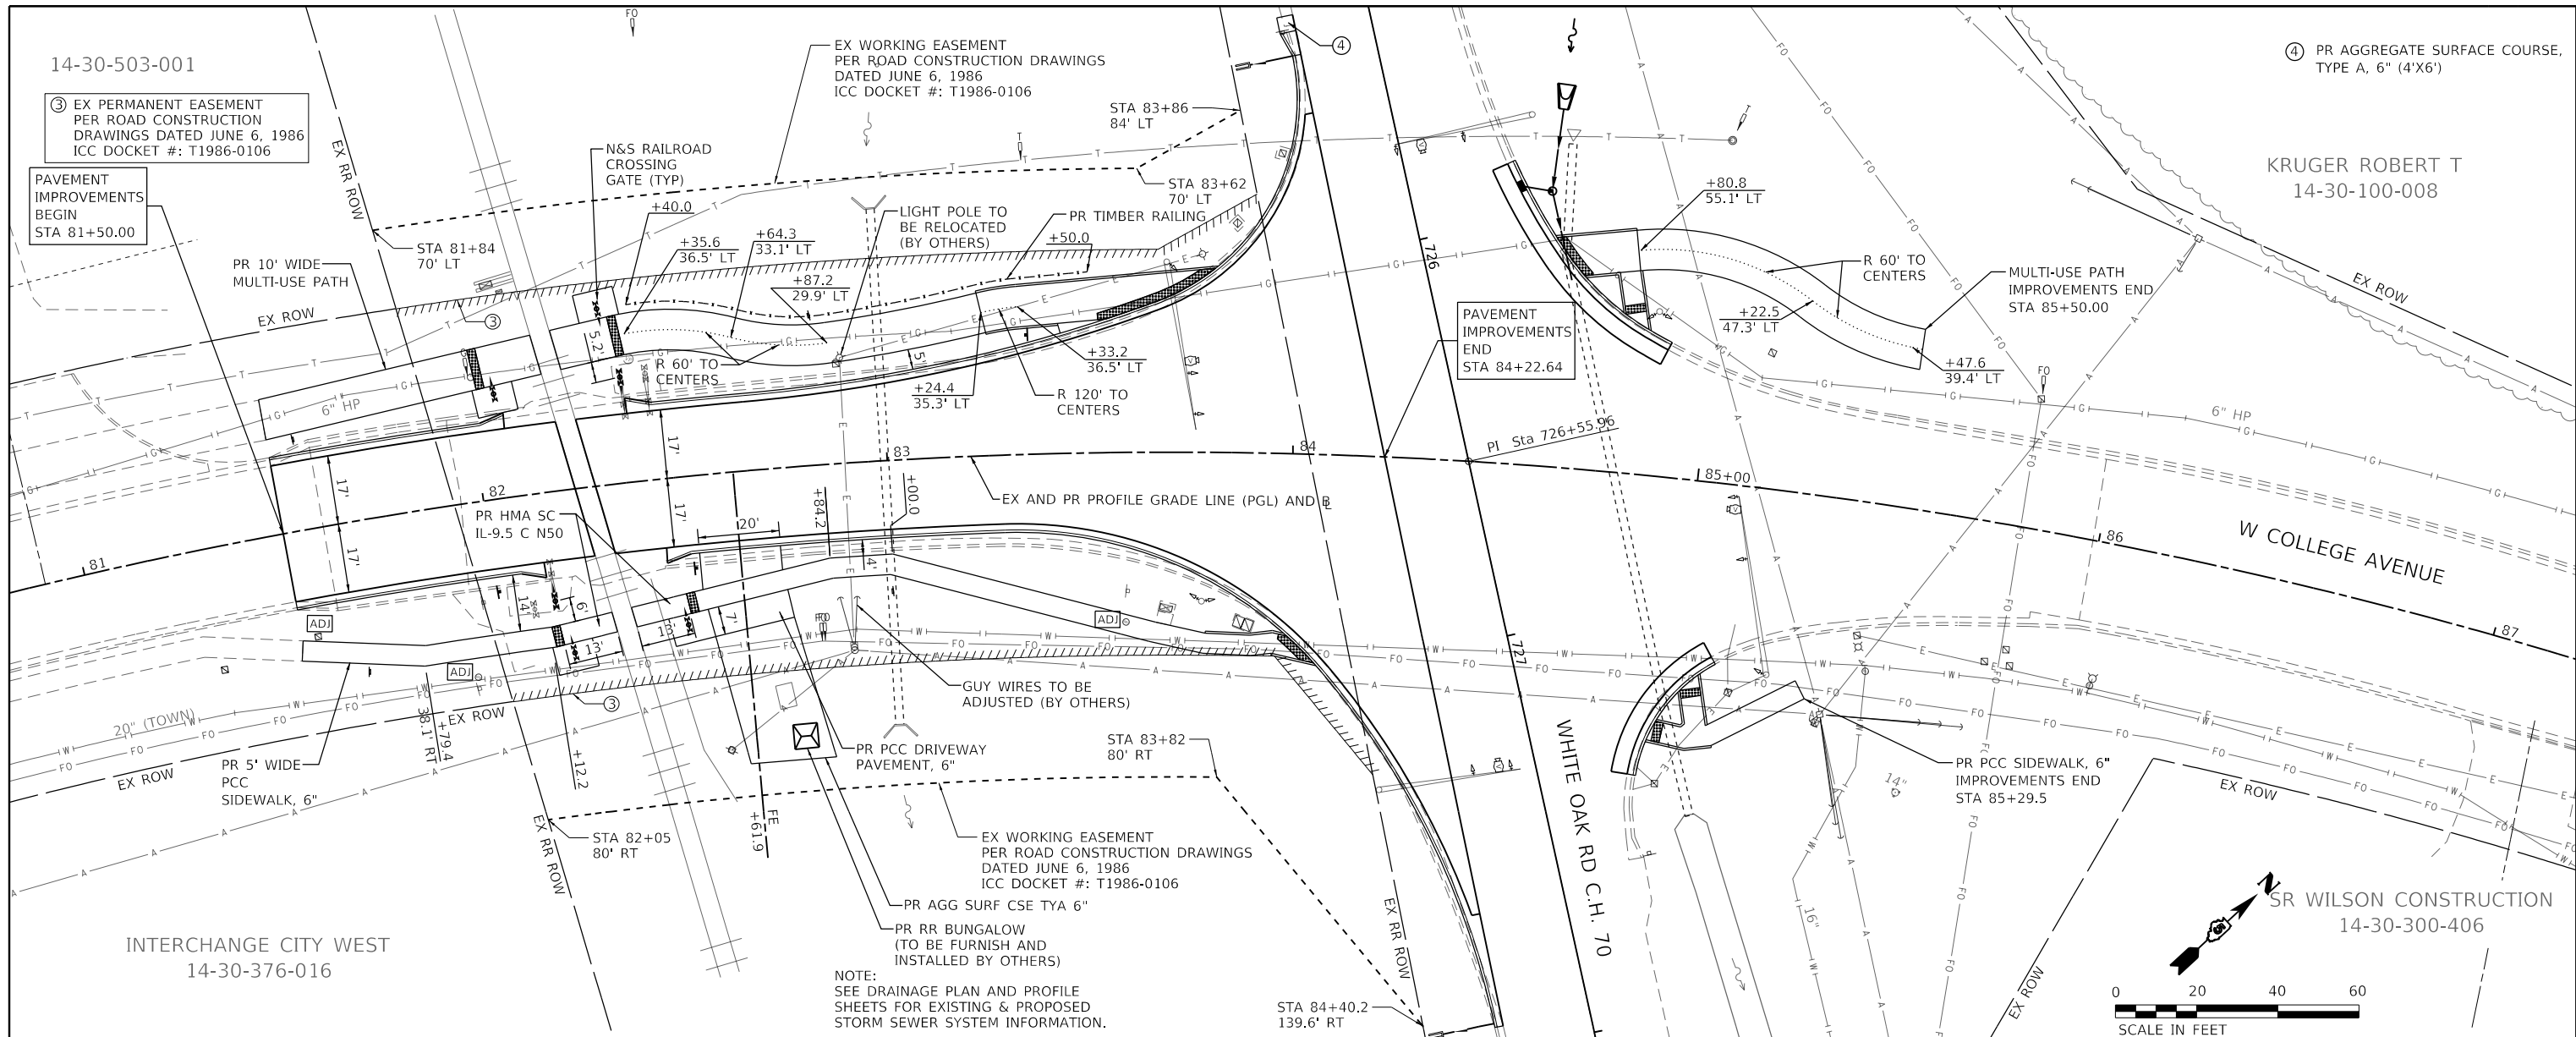 14-30-503-001
③ EX PERMANENT EASEMENT
PER ROAD CONSTRUCTION
DRAWINGS DATED JUNE 6, 1986
ICC DOCKET #: T1986-0106
PAVEMENT
IMPROVEMENTS
BEGIN
STA 81+50.00
EX RR ROW
FO
EX WORKING EASEMENT
PER ROAD CONSTRUCTION DRAWINGS
DATED JUNE 6, 1986
ICC DOCKET #: T1986-0106
N&S RAILROAD
CROSSING
GATE (TYP)
STA 83+86
84' LT
④
④ PR AGGREGATE SURFACE COURSE,
TYPE A, 6" (4'X6')
KRUGER ROBERT T
14-30-100-008
STA 83+62
70' LT
STA 81+84
70' LT
+40.0
+35.6
36.5' LT
+64.3
33.1' LT
+87.2
29.9' LT
LIGHT POLE TO
BE RELOCATED
(BY OTHERS)
PR TIMBER RAILING
+50.0
+80.8
55.1' LT
R 60' TO
CENTERS
MULTI-USE PATH
IMPROVEMENTS END
STA 85+50.00
EX ROW
PR 10' WIDE
MULTI-USE PATH
EX ROW
③
5.2'
R 60' TO
CENTERS
5'
+24.4
35.3' LT
+33.2
36.5' LT
R 120' TO
CENTERS
PAVEMENT
IMPROVEMENTS
END
STA 84+22.64
+22.5
47.3' LT
+47.6
39.4' LT
FO
6" HP
6" HP
726
PI Sta 726+55.96
17'
17'
17'
17'
81
82
83
84
85+00
86
87
PR HMA SC
IL-9.5 C N50
20'
+84.2
+00.0
EX AND PR PROFILE GRADE LINE (PGL) AND BL
W COLLEGE AVENUE
ADJ
ADJ
ADJ
14'
6'
13'
7'
4'
③
20" (TOWN)
EX ROW
EX ROW
+79.4
38.1' RT
+12.2
GUY WIRES TO BE
ADJUSTED (BY OTHERS)
PR 5' WIDE
PCC
SIDEWALK, 6"
PR PCC DRIVEWAY
PAVEMENT, 6"
STA 83+82
80' RT
727
WHITE OAK RD C.H. 70
PR PCC SIDEWALK, 6"
IMPROVEMENTS END
STA 85+29.5
14"
16"
EX ROW
EX ROW
STA 82+05
80' RT
EX RR ROW
FE
+61.9
EX WORKING EASEMENT
PER ROAD CONSTRUCTION DRAWINGS
DATED JUNE 6, 1986
ICC DOCKET #: T1986-0106
PR AGG SURF CSE TYA 6"
PR RR BUNGALOW
(TO BE FURNISH AND
INSTALLED BY OTHERS)
NOTE:
SEE DRAINAGE PLAN AND PROFILE
SHEETS FOR EXISTING & PROPOSED
STORM SEWER SYSTEM INFORMATION.
EX RR ROW
STA 84+40.2
139.6' RT
INTERCHANGE CITY WEST
14-30-376-016
SR WILSON CONSTRUCTION
14-30-300-406
N
0 20 40 60
SCALE IN FEET